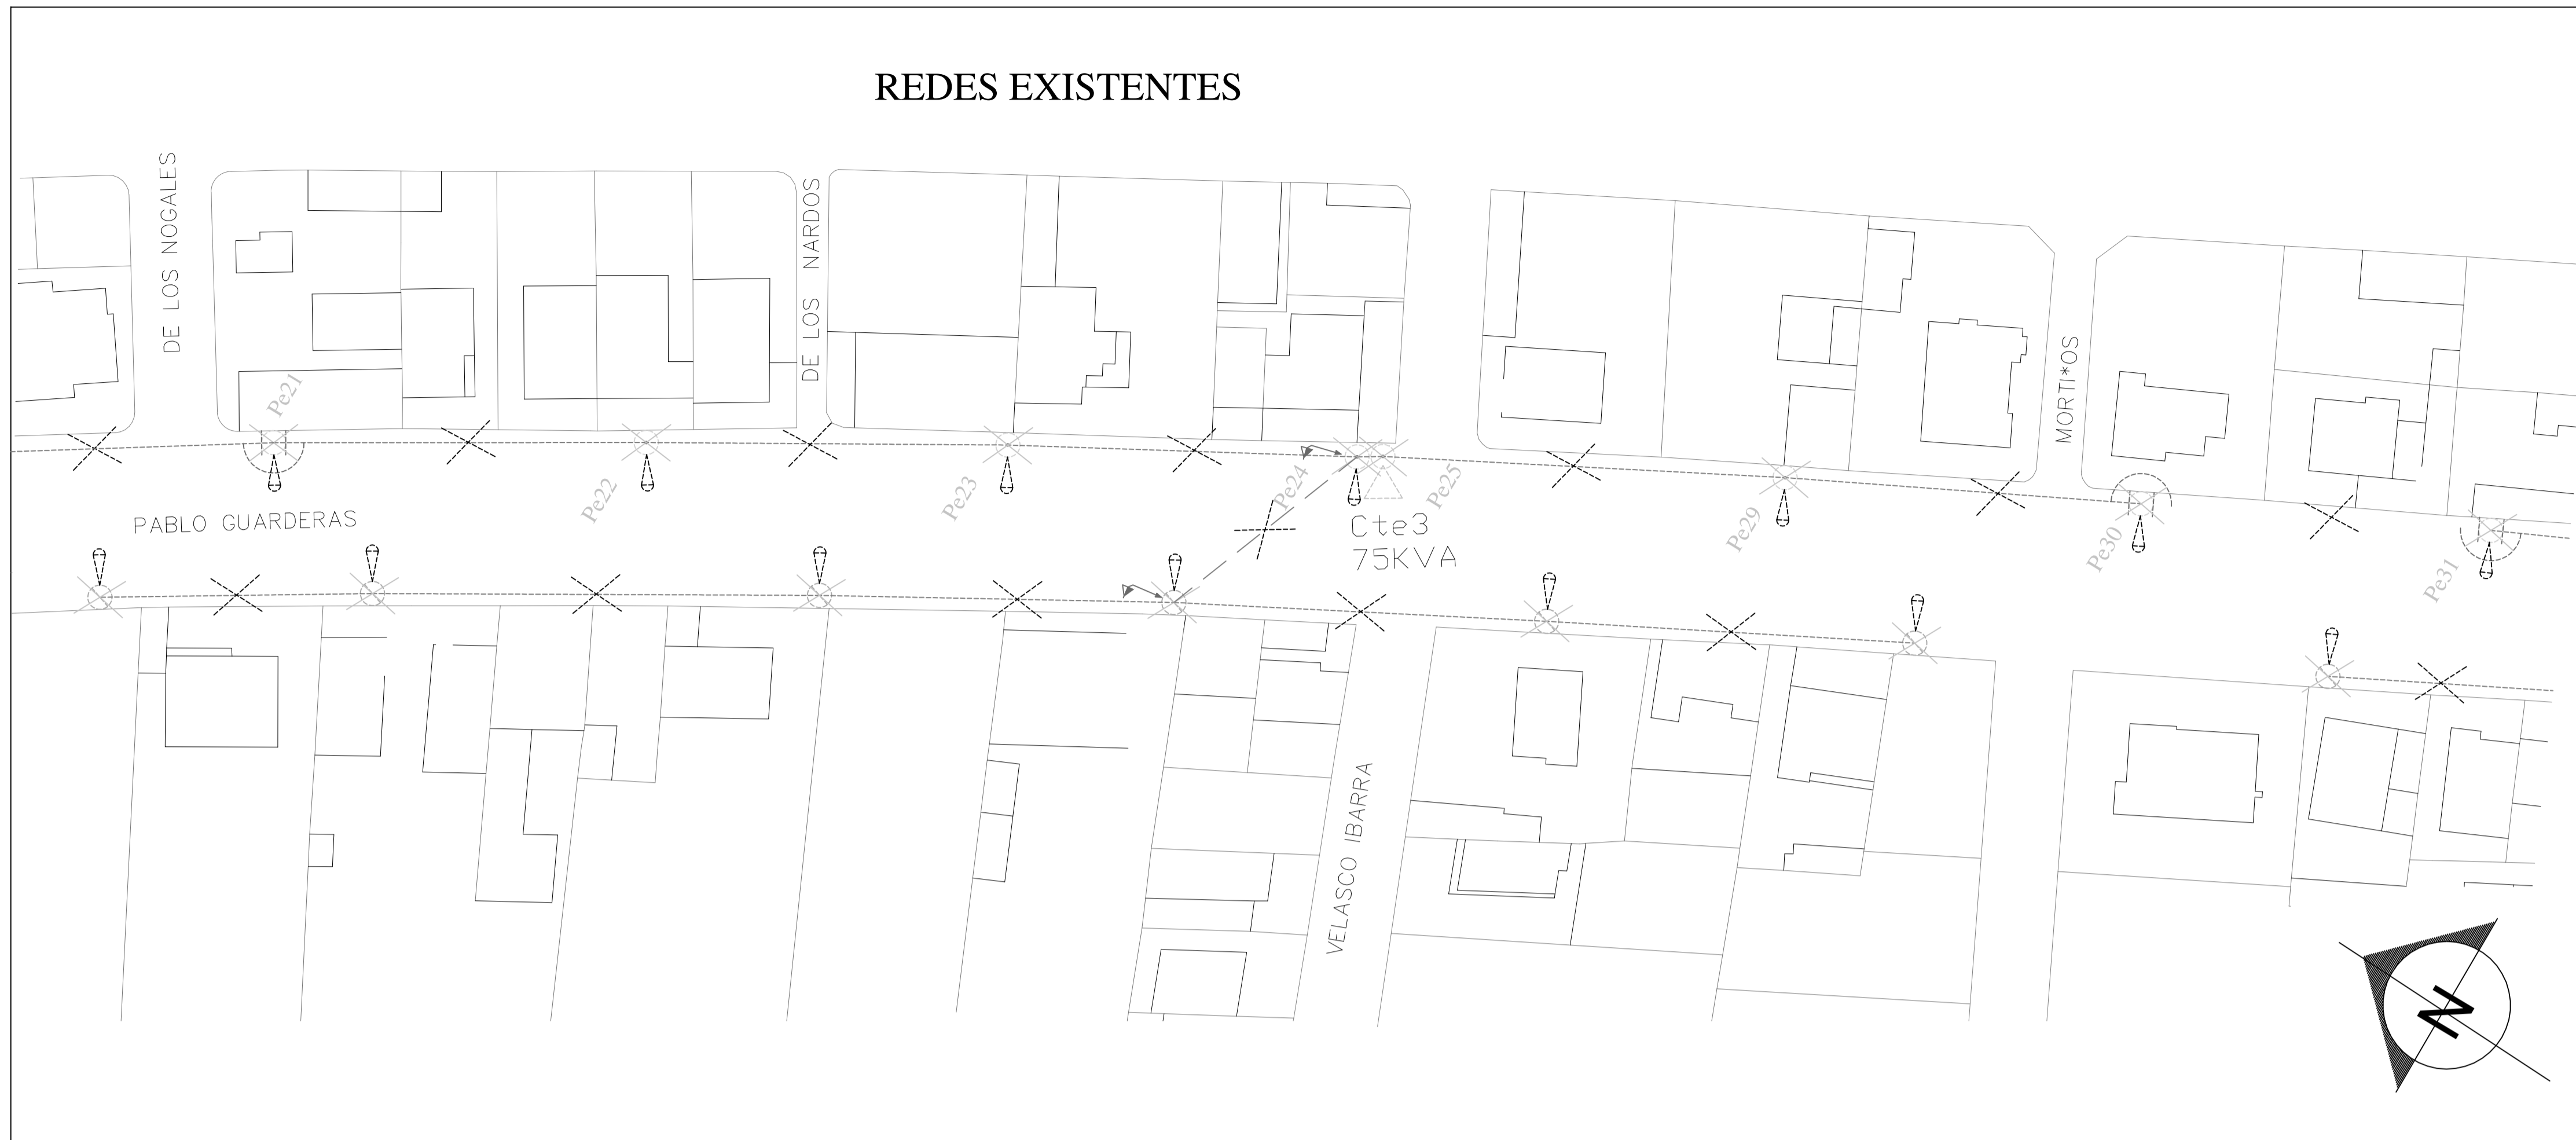 REDES EXISTENTES
DE LOS NOGALES
DE LOS NARDOS
MORTI*OS
Pe21
Pe22
Pe23
Pe24
Pe25
Pe29
Pe30
Pe31
PABLO GUARDERAS
Cte3
75KVA
VELASCO IBARRA
N